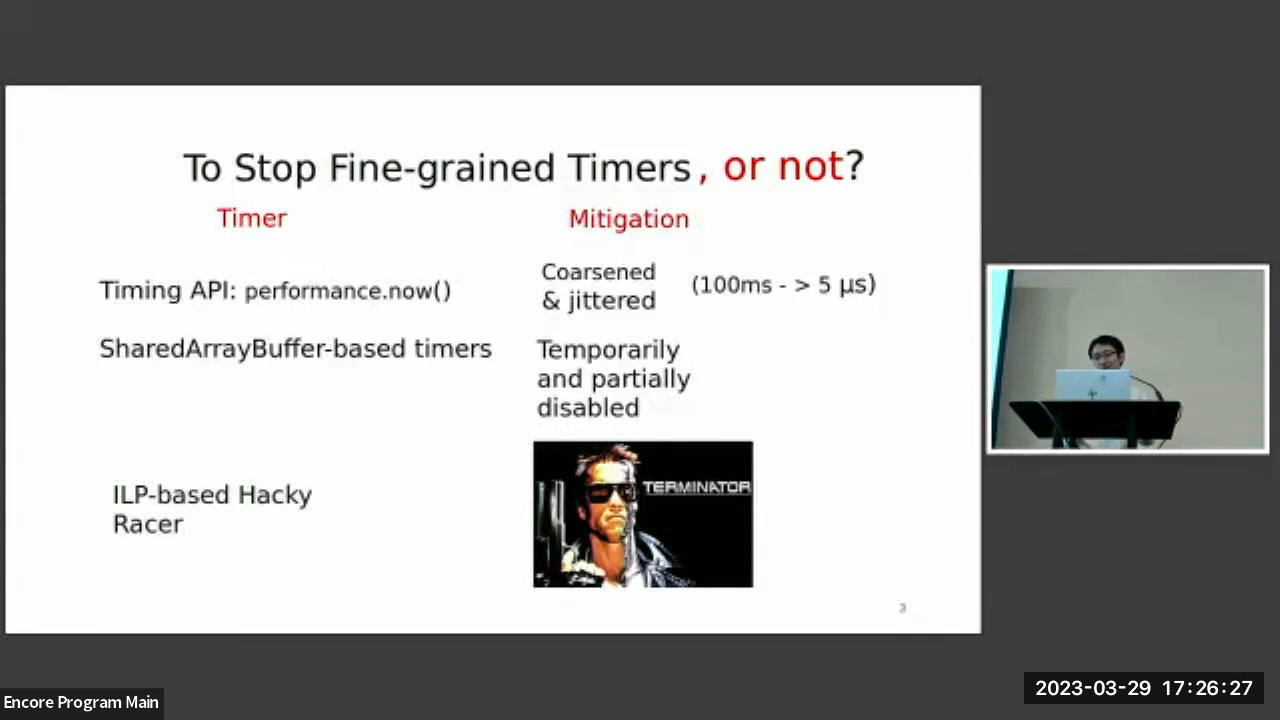 To Stop Fine-grained Timers, or not?
Timer
Mitigation
Timing API: performance.now()
Coarsened
& jittered
(100ms - > 5 µs)
SharedArrayBuffer-based timers
Temporarily
and partially
disabled
TERMINATOR
ILP-based Hacky
Racer
3
Encore Program Main
2023-03-29 17:26:27